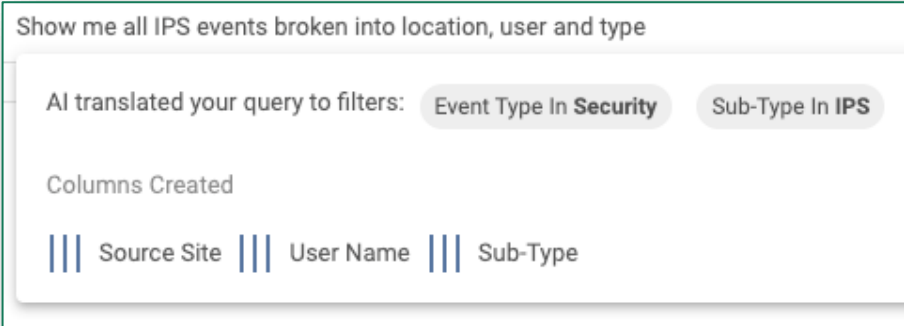 Show me all IPS events broken into location, user and type
AI translated your query to filters: Event Type In Security Sub-Type In IPS
Columns Created
Source Site User Name Sub-Type